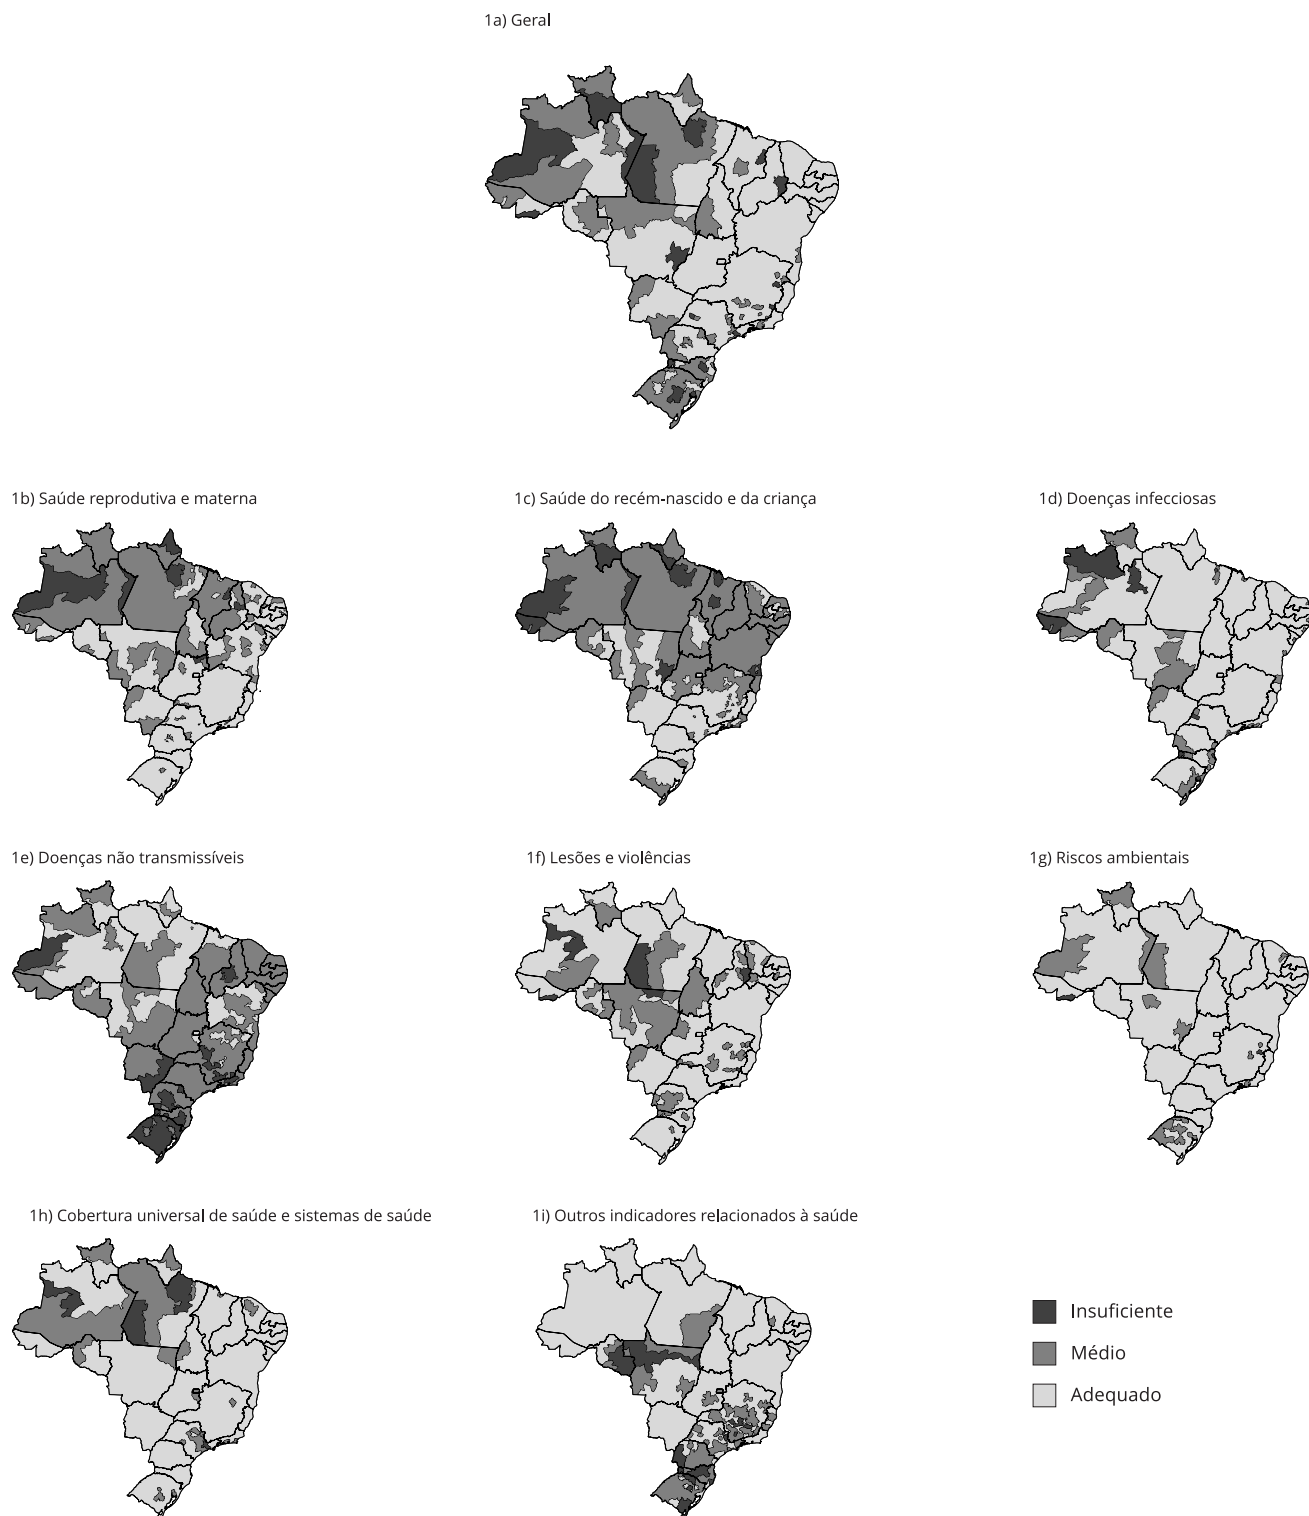 1a) Geral
1b) Saúde reprodutiva e materna
1c) Saúde do recém-nascido e da criança
1d) Doenças infecciosas
1e) Doenças não transmissíveis
1f) Lesões e violências
1g) Riscos ambientais
1h) Cobertura universal de saúde e sistemas de saúde
1i) Outros indicadores relacionados à saúde
Insuficiente
Médio
Adequado